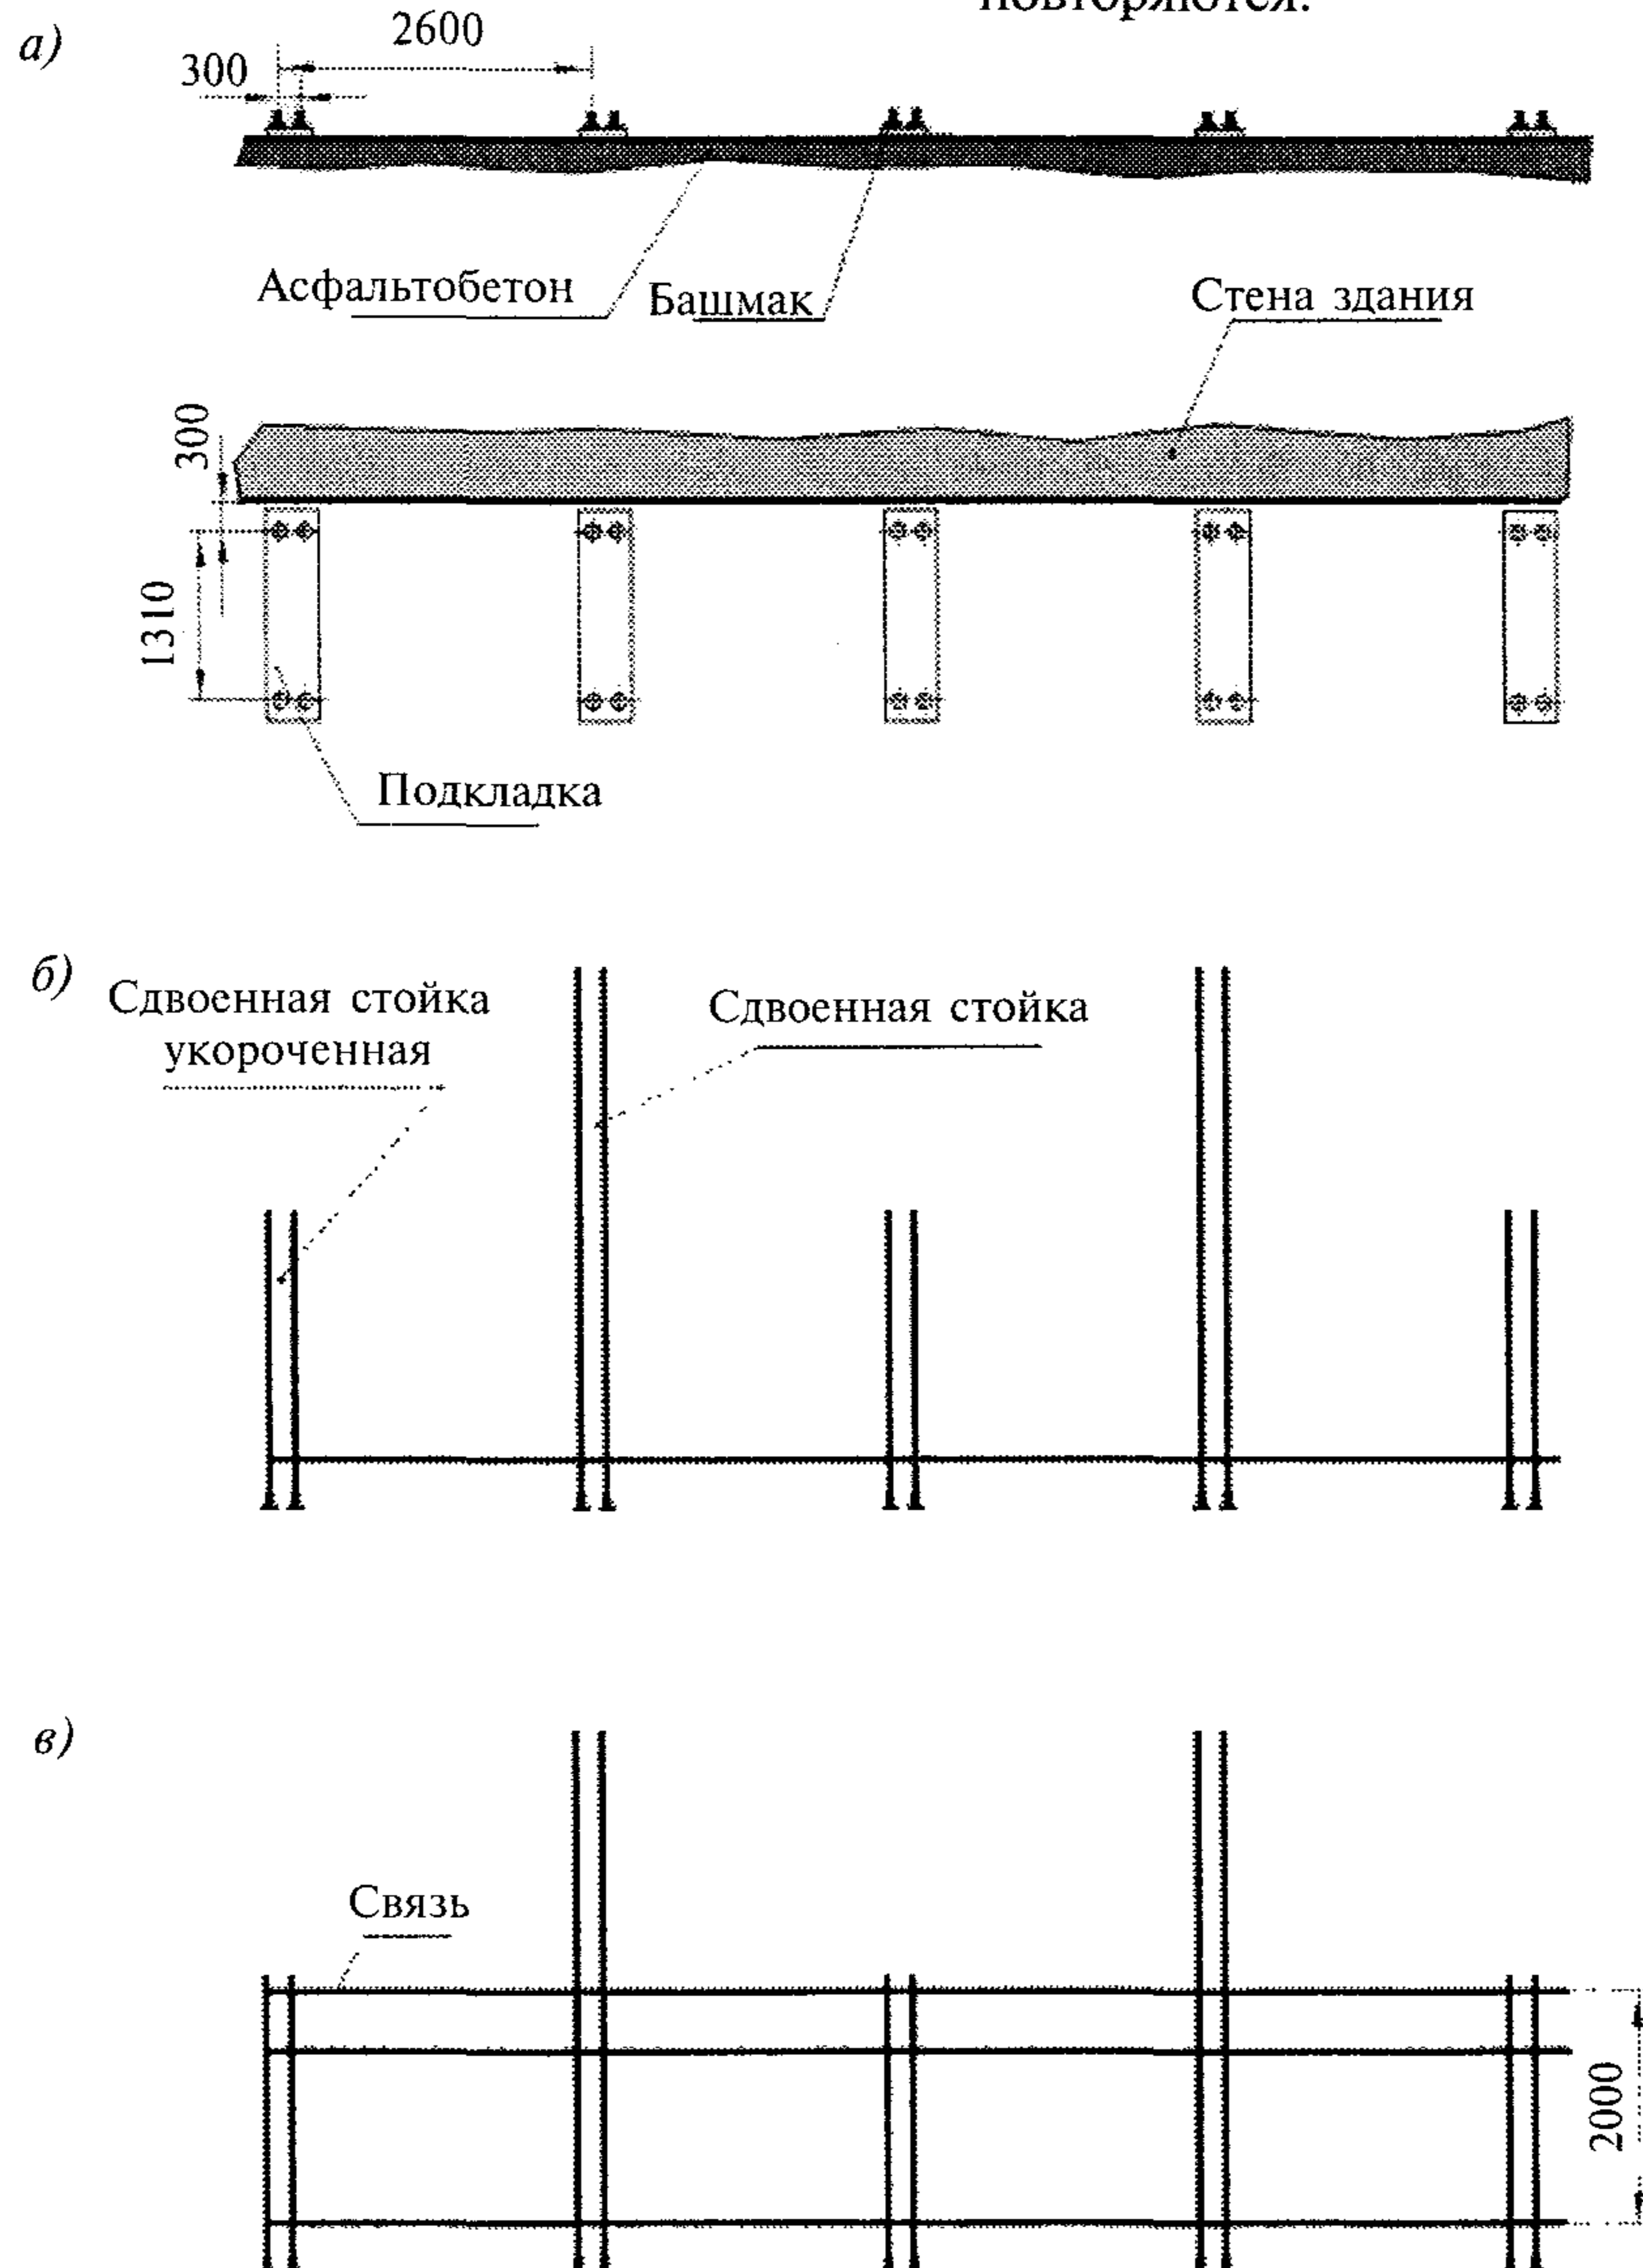 повторяются.
а)
2600
300
Асфальтобетон
Башмак
Стена здания
300
1310
Подкладка
б)
Сдвоенная стойка
укороченная
Сдвоенная стойка
в)
Связь
2000